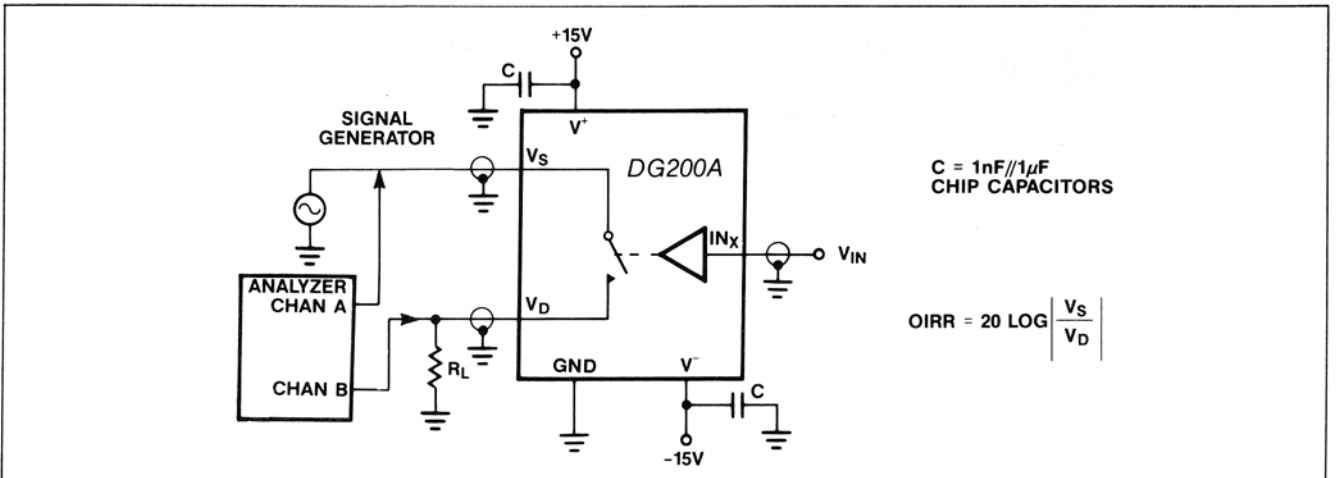 +15V
C
SIGNAL
GENERATOR
V+
VS
DG200A
C = 1nF//1µF
CHIP CAPACITORS
INX
VIN
ANALYZER
CHAN A
VD
OIRR = 20 LOG |VS/VD|
GND
V−
RL
CHAN B
C
−15V